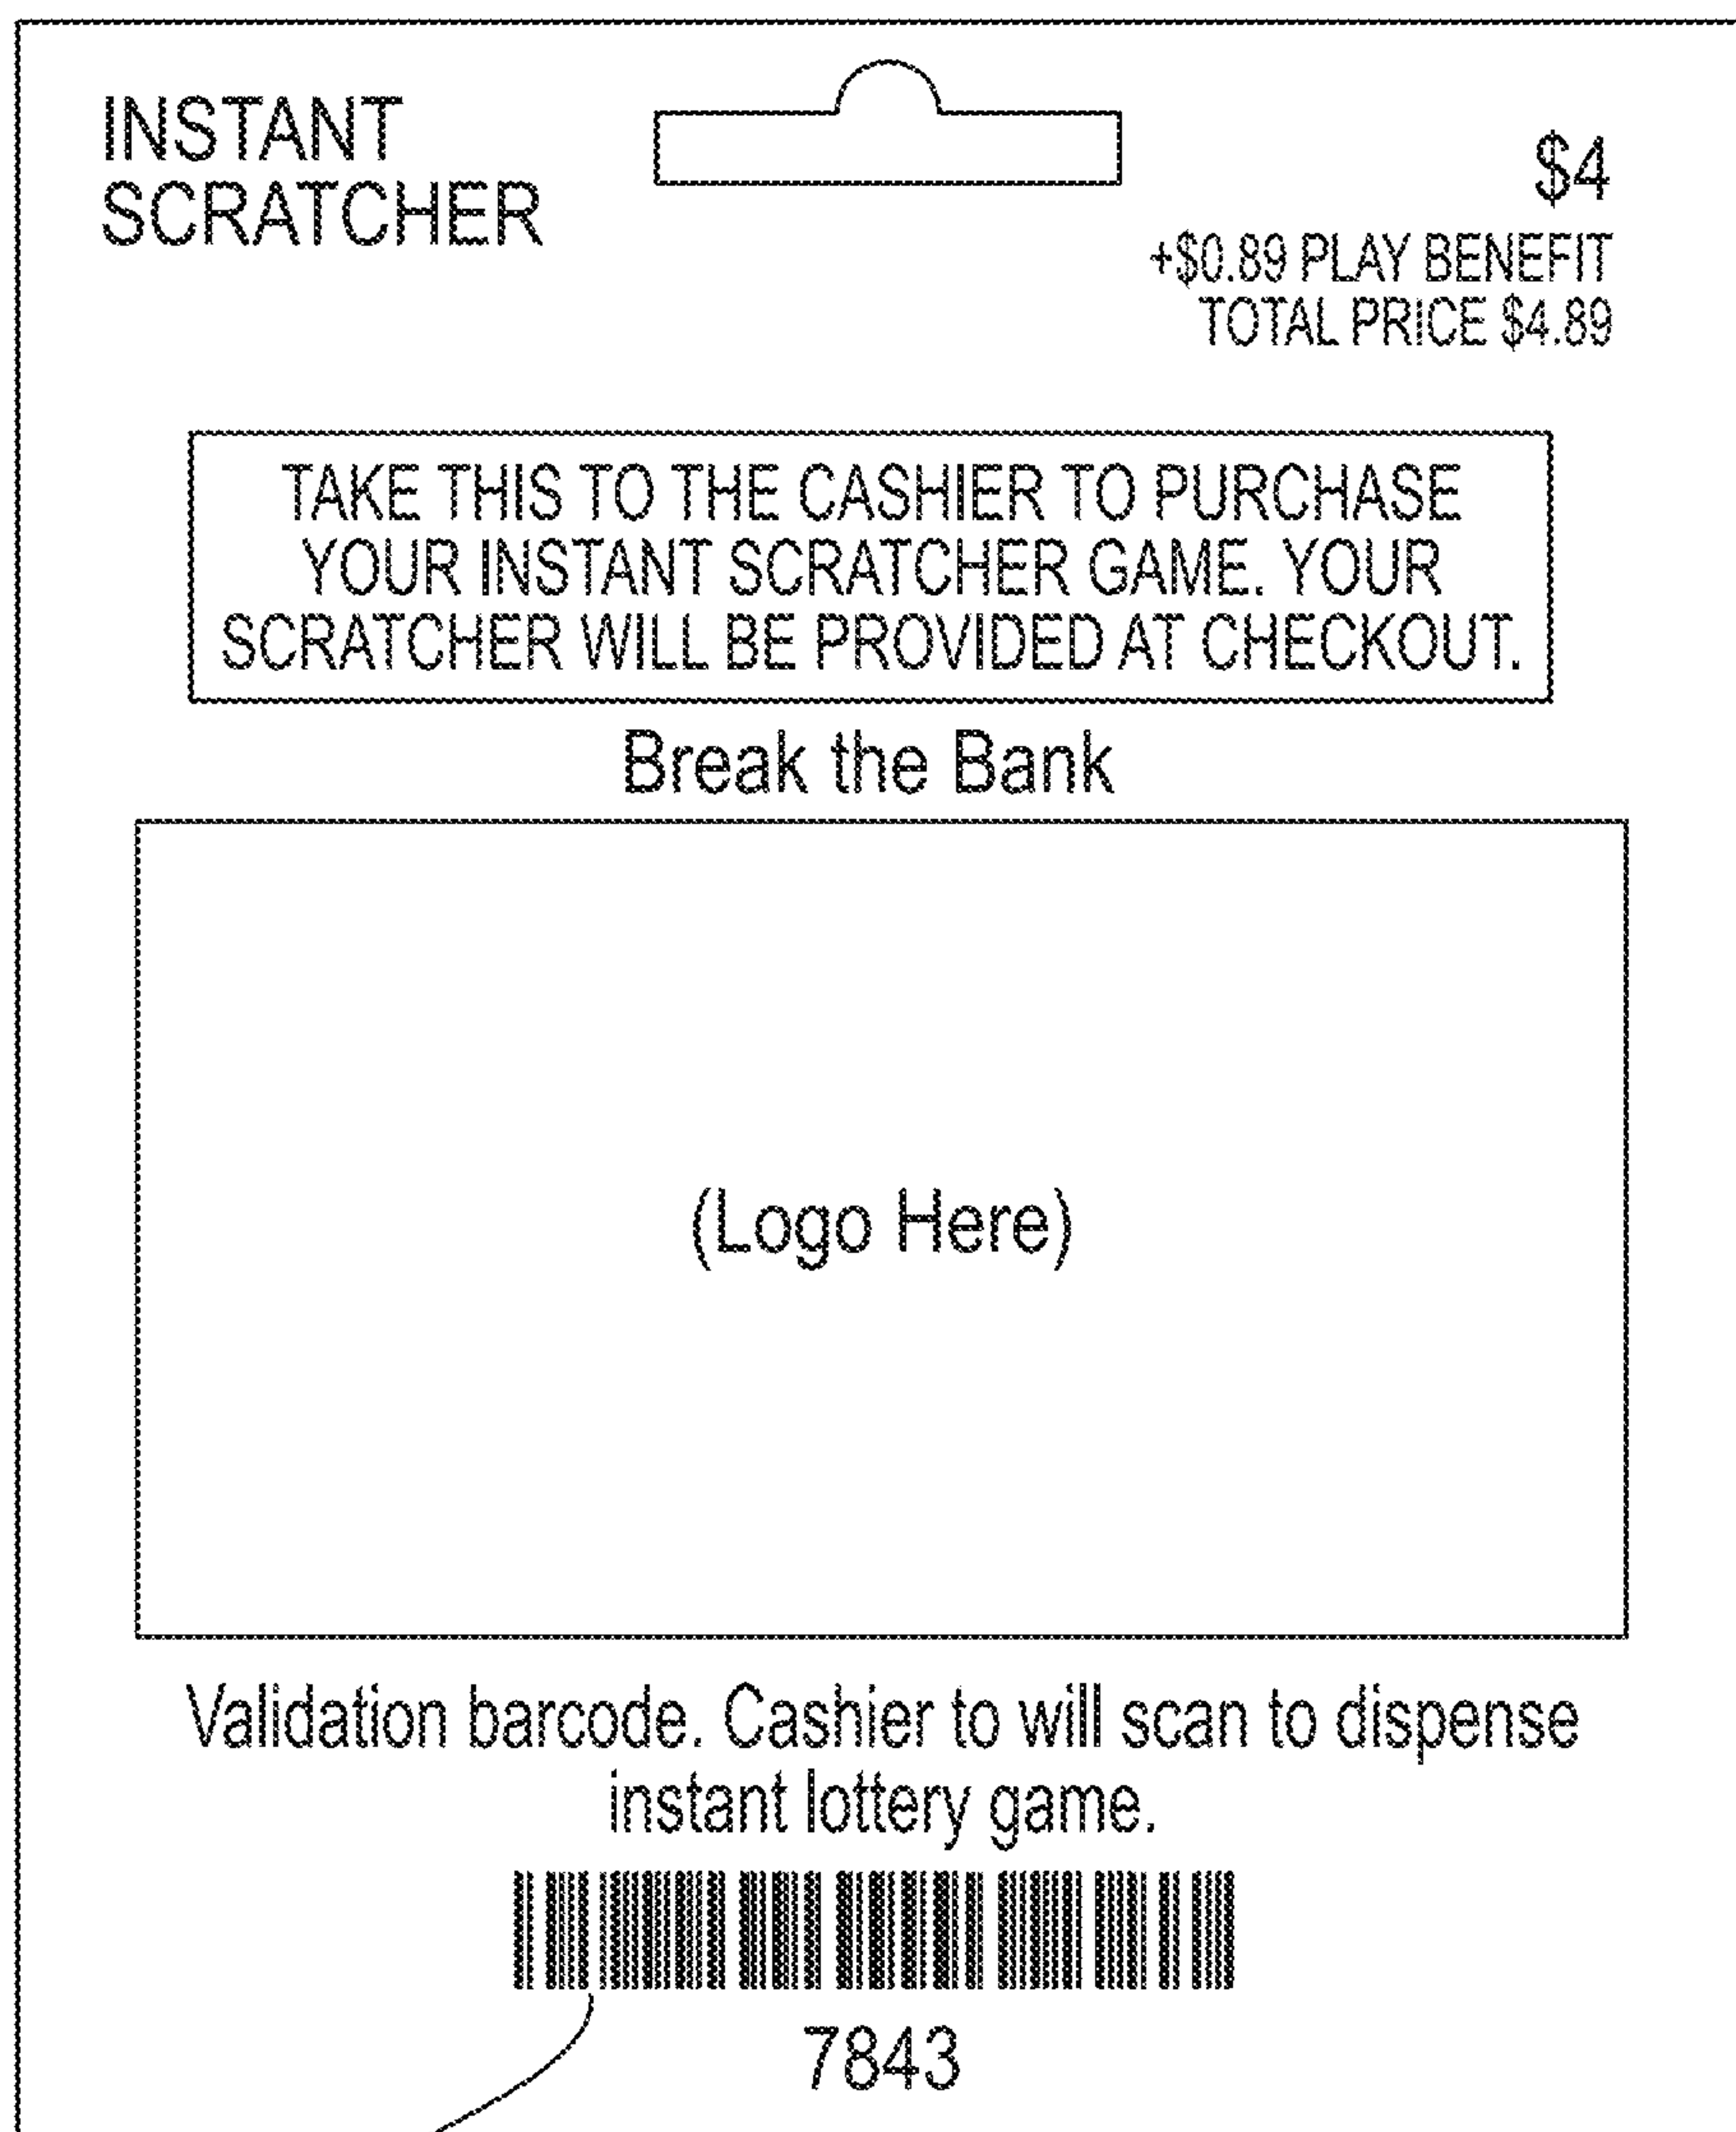 INSTANT
SCRATCHER
$4
+$0.89 PLAY BENEFIT
TOTAL PRICE $4.89
TAKE THIS TO THE CASHIER TO PURCHASE
YOUR INSTANT SCRATCHER GAME. YOUR
SCRATCHER WILL BE PROVIDED AT CHECKOUT.
Break the Bank
(Logo Here)
Validation barcode. Cashier to will scan to dispense
instant lottery game.
7843